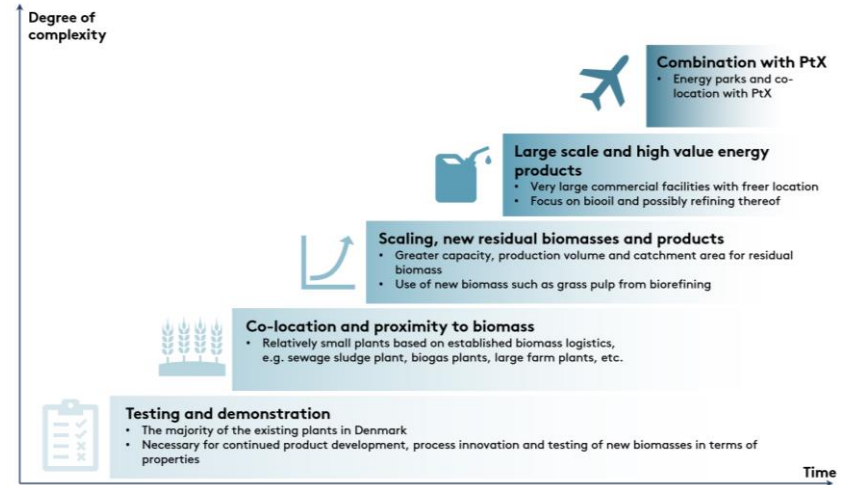 Degree of
complexity
Combination with PtX
• Energy parks and co-
location with PtX
Large scale and high value energy
products
• Very large commercial facilities with freer location
• Focus on biooil and possibly refining thereof
Scaling, new residual biomasses and products
• Greater capacity, production volume and catchment area for residual
biomass
• Use of new biomass such as grass pulp from biorefining
Co-location and proximity to biomass
• Relatively small plants based on established biomass logistics,
e.g. sewage sludge plant, biogas plants, large farm plants, etc.
Testing and demonstration
• The majority of the existing plants in Denmark
• Necessary for continued product development, process innovation and testing of new biomasses in terms of
properties
Time